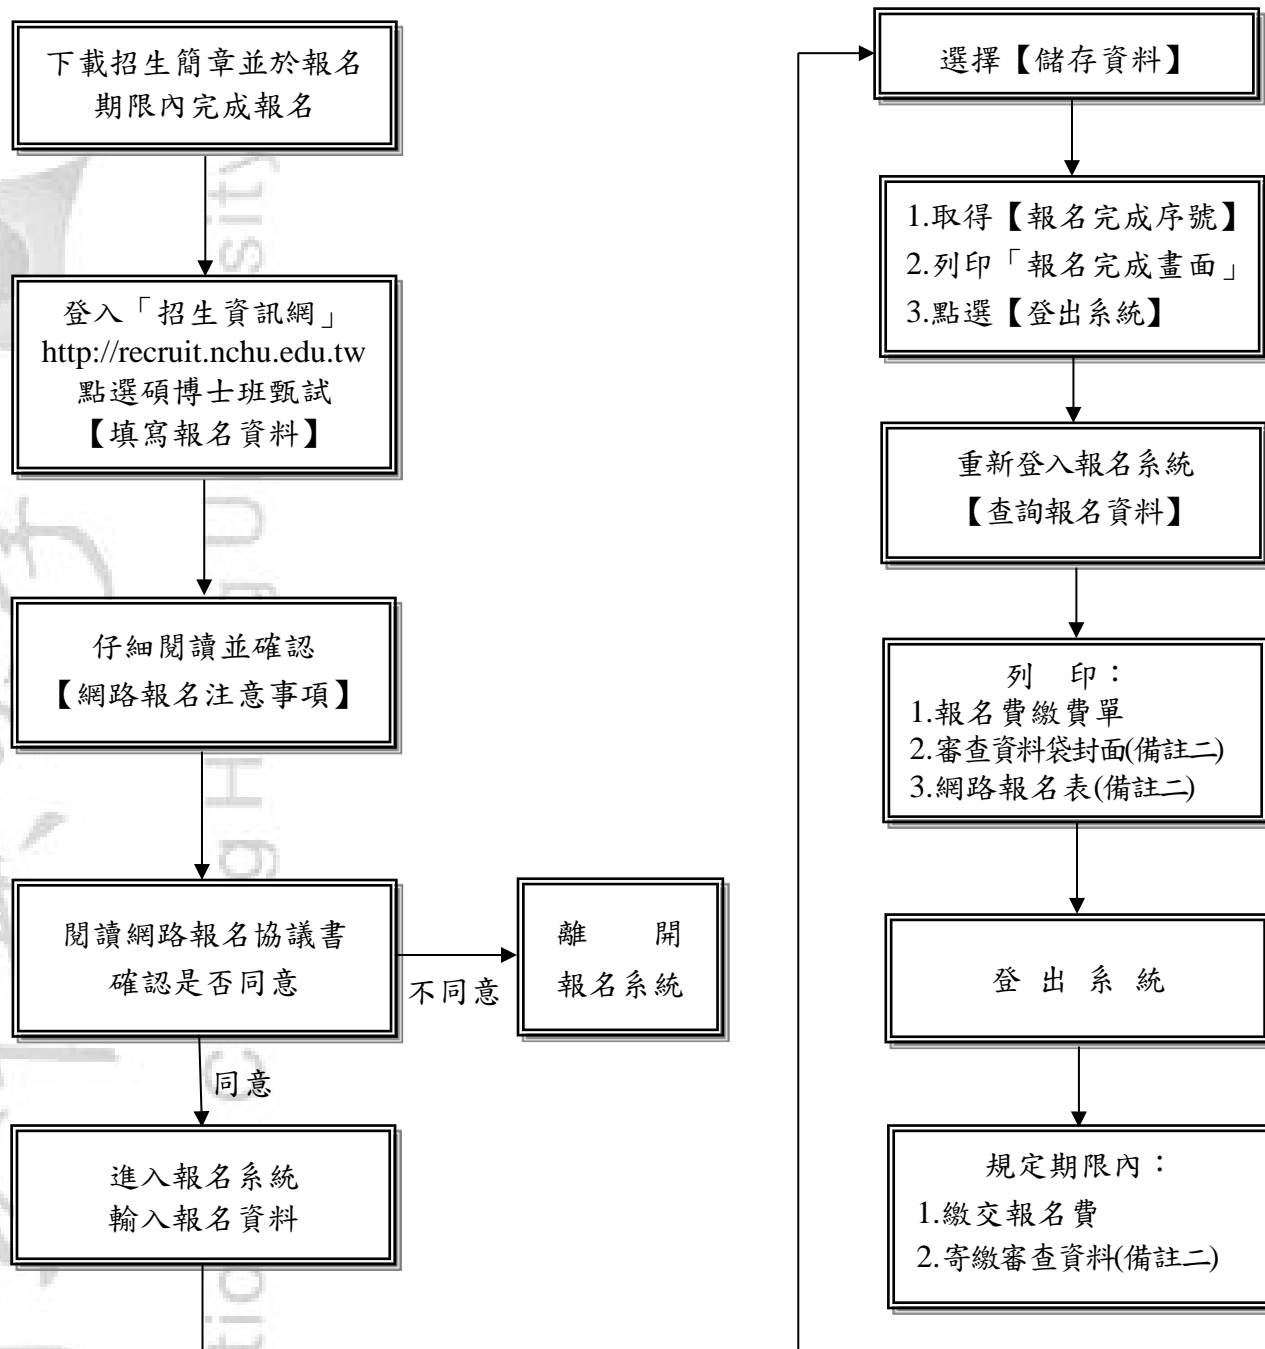 下載招生簡章並於報名
期限內完成報名
登入「招生資訊網」
http://recruit.nchu.edu.tw
點選碩博士班甄試
【填寫報名資料】
仔細閱讀並確認
【網路報名注意事項】
閱讀網路報名協議書
確認是否同意
不同意
離 開
報名系統
同意
進入報名系統
輸入報名資料
選擇【儲存資料】
1.取得【報名完成序號】
2.列印「報名完成畫面」
3.點選【登出系統】
重新登入報名系統
【查詢報名資料】
列 印：
1.報名費繳費單
2.審查資料袋封面(備註二)
3.網路報名表(備註二)
登 出 系 統
規定期限內：
1.繳交報名費
2.寄繳審查資料(備註二)